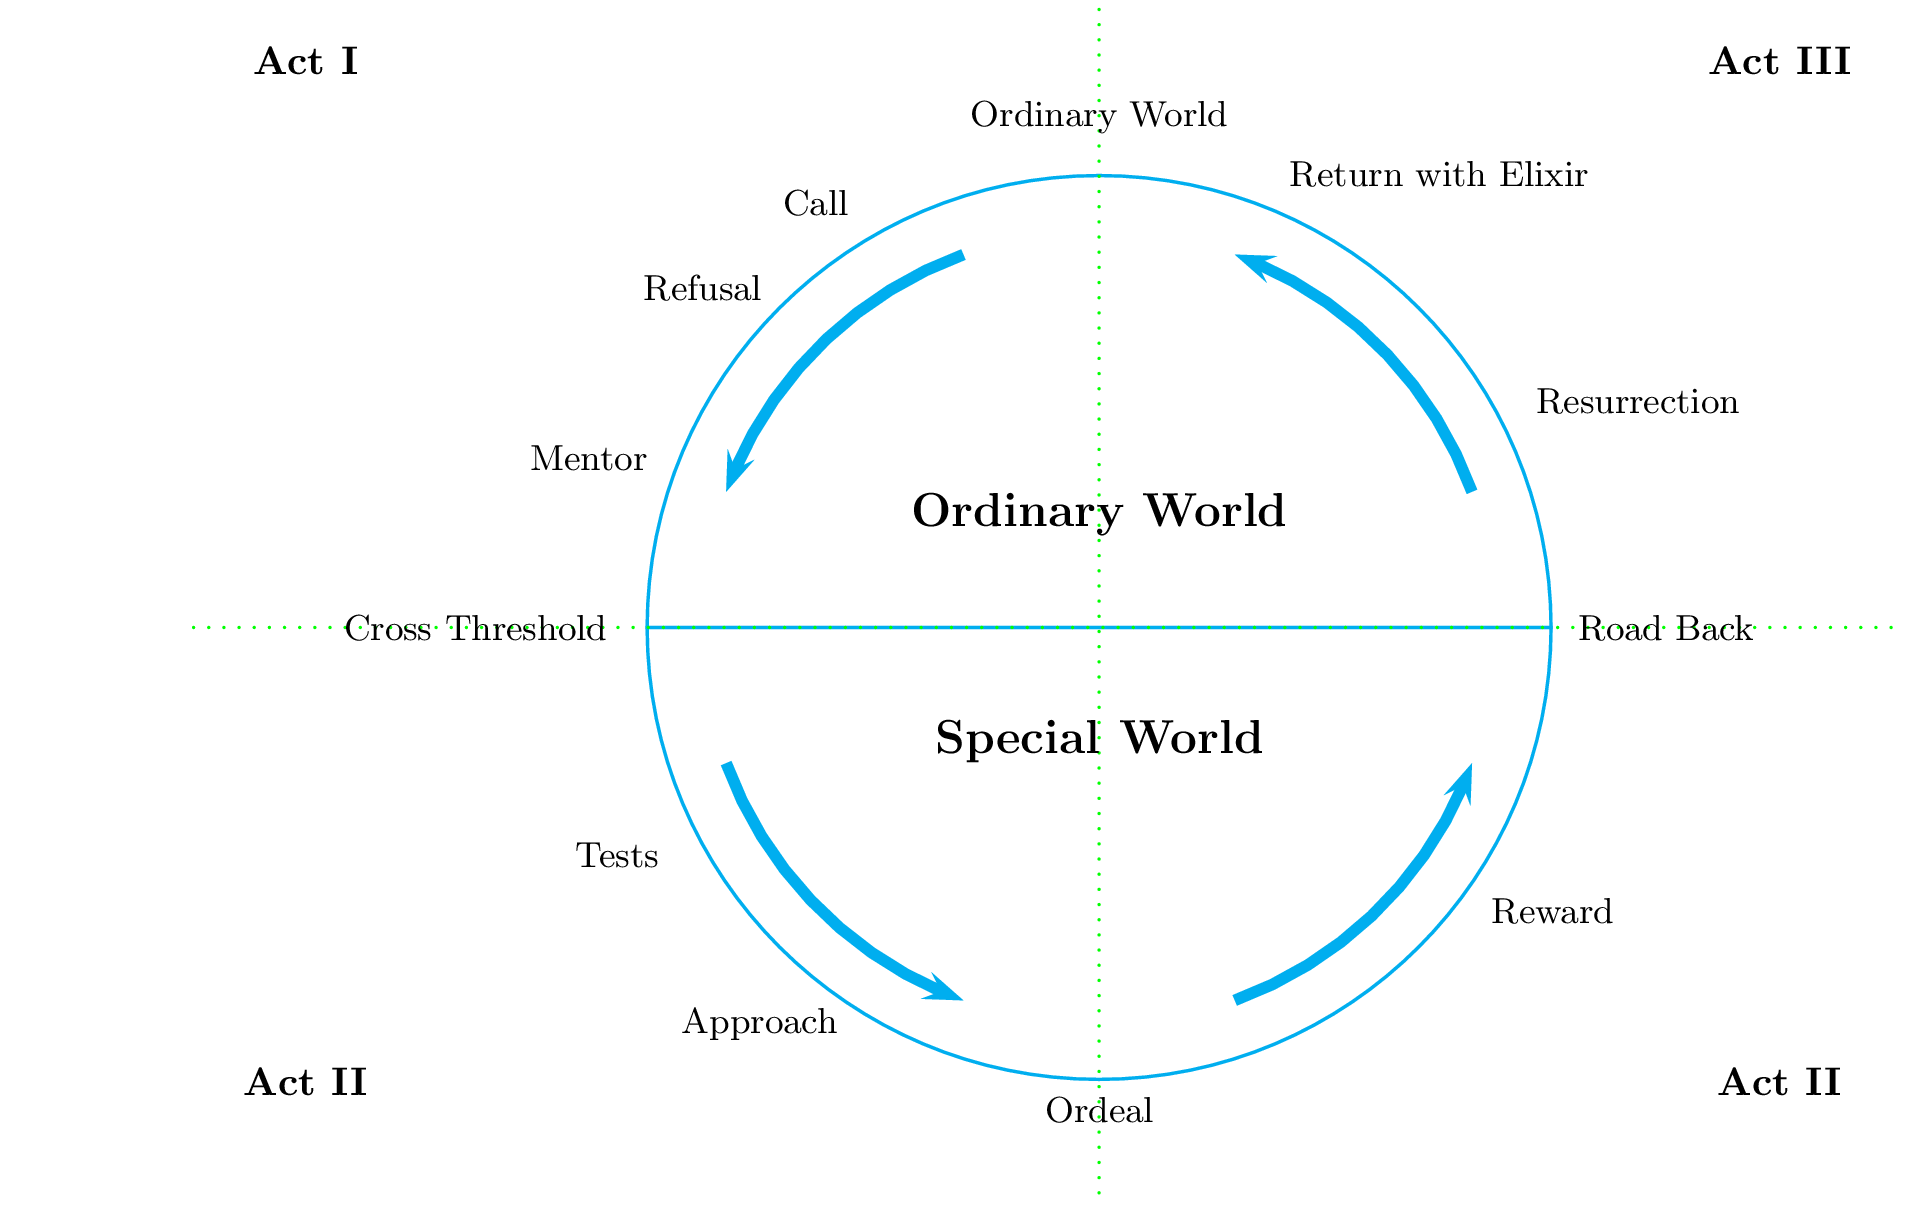 Act I
Act III
Ordinary World
Return with Elixir
Call
Refusal
Resurrection
Mentor
Ordinary World
Cross Threshold
Road Back
Special World
Tests
Reward
Approach
Act II
Act II
Ordeal